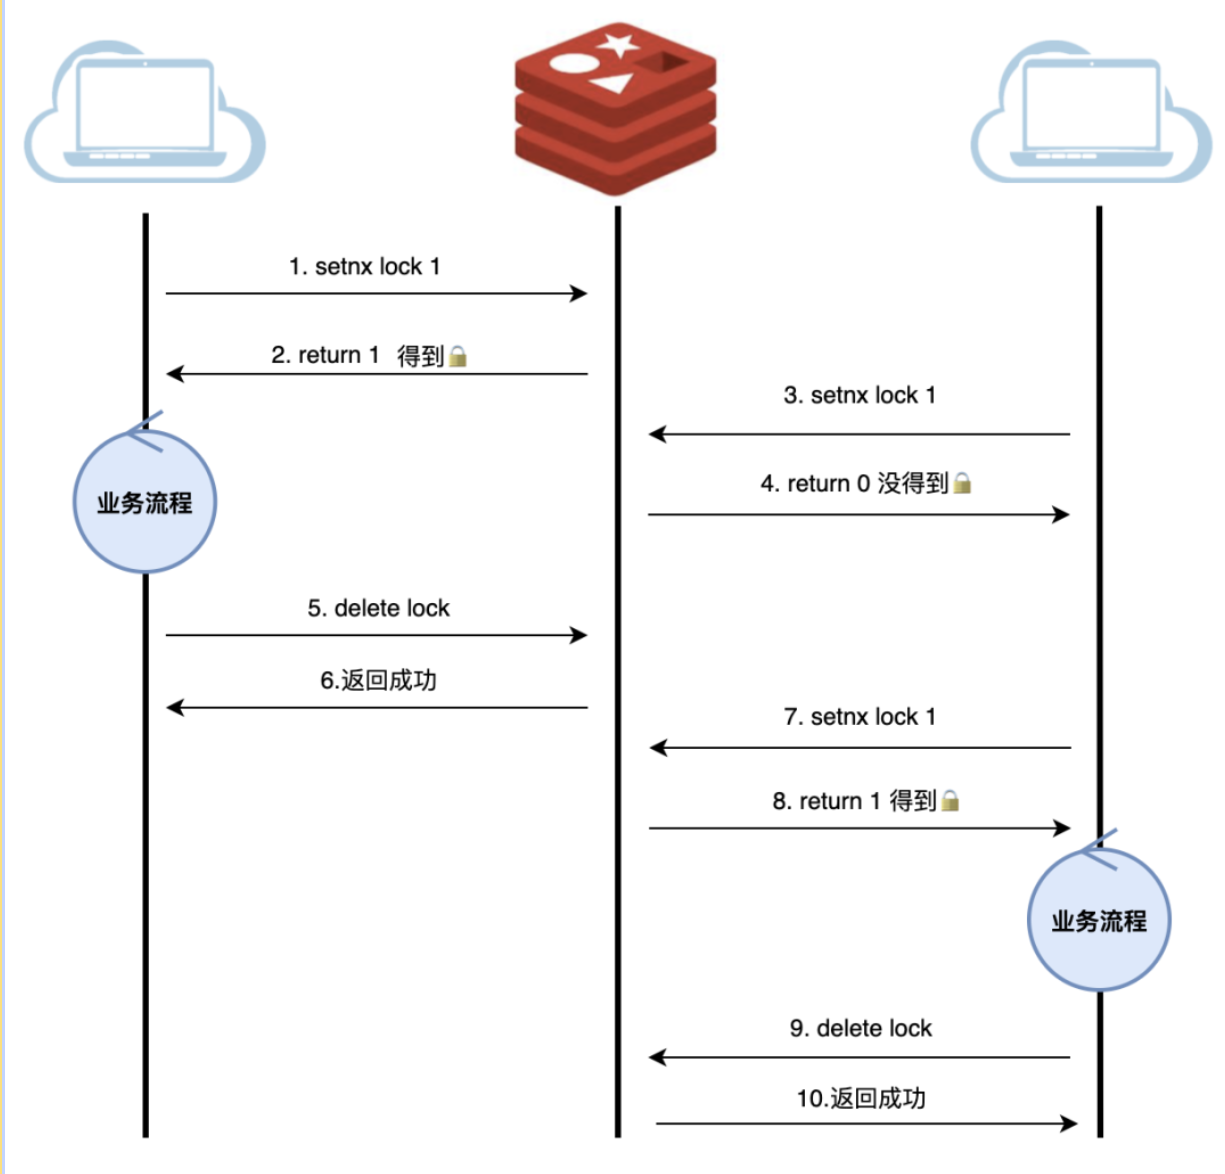 1. setnx lock 1
2. return 1 得到🔒
3. setnx lock 1
4. return 0 没得到🔒
业务流程
5. delete lock
6.返回成功
7. setnx lock 1
8. return 1 得到🔒
业务流程
9. delete lock
10.返回成功